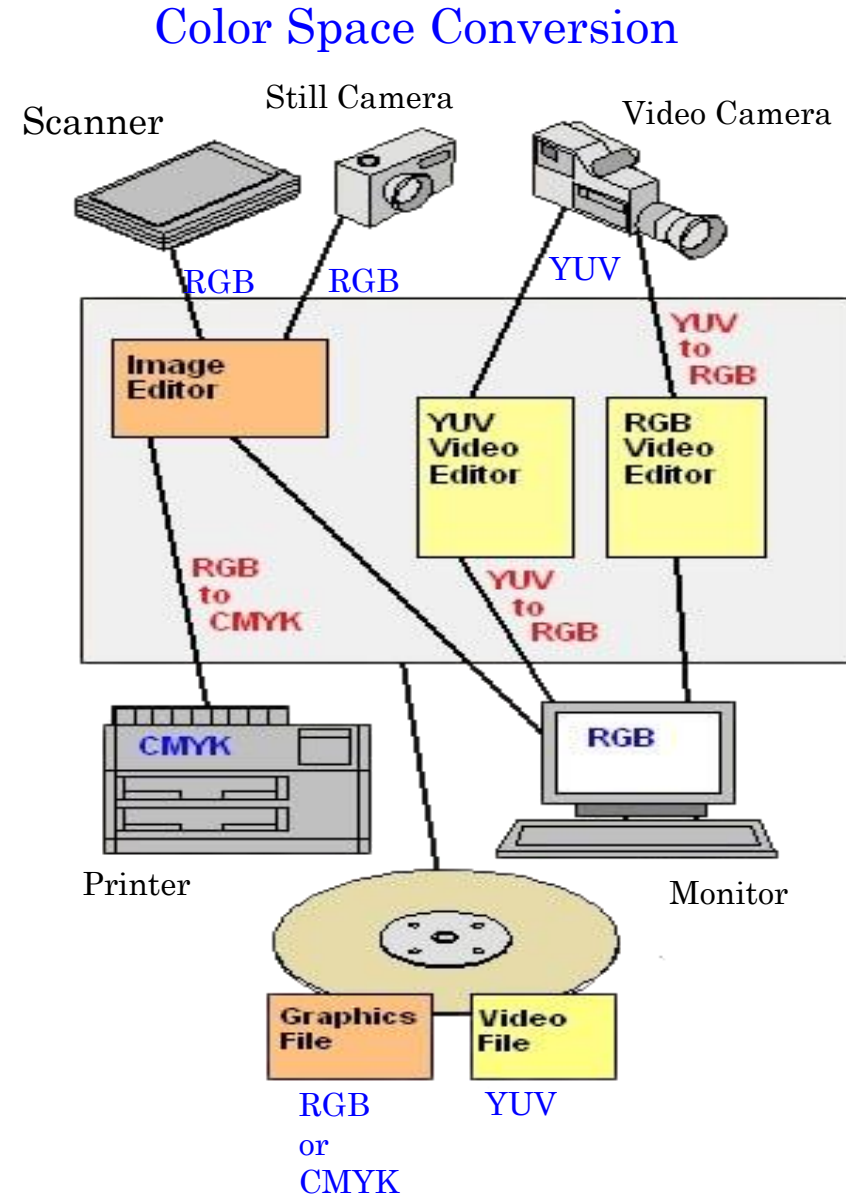 Color Space Conversion
Scanner
Still Camera
Video Camera
RGB
RGB
YUV
YUV
to
RGB
Image
Editor
YUV
Video
Editor
RGB
Video
Editor
RGB
to
CMYK
YUV
to
RGB
CMYK
RGB
Printer
Monitor
Graphics
File
Video
File
RGB
or
CMYK
YUV